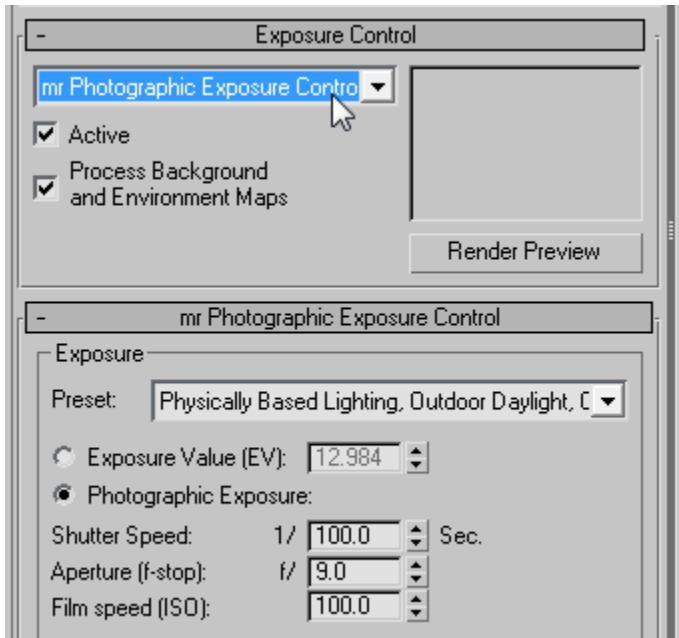 - Exposure Control
mr Photographic Exposure Contro
Active
Process Background
and Environment Maps
Render Preview
- mr Photographic Exposure Control
Exposure
Preset: Physically Based Lighting, Outdoor Daylight, C
Exposure Value (EV): 12.984
Photographic Exposure:
Shutter Speed: 1/ 100.0 Sec.
Aperture (f-stop): f/ 9.0
Film speed (ISO): 100.0